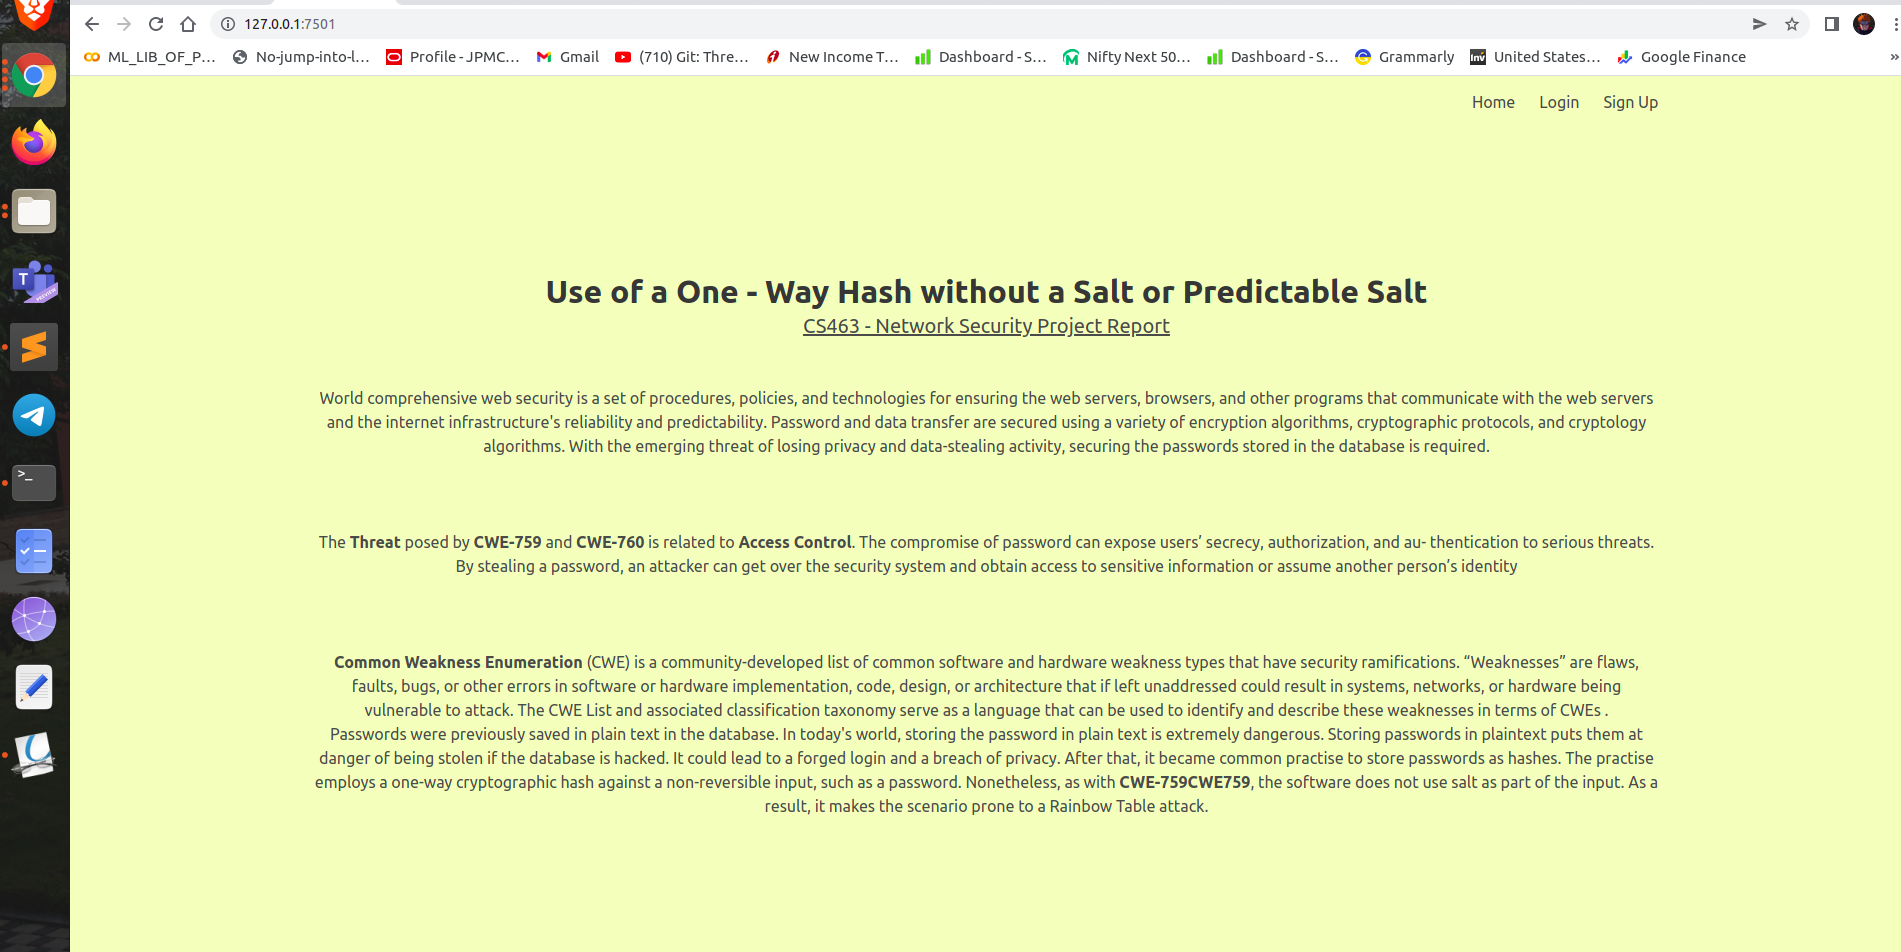 127.0.0.1:7501
ML_LIB_OF_P... No-jump-into-l... Profile - JPMC... Gmail (710) Git: Thre... New Income T... Dashboard - S... Nifty Next 50... Dashboard - S... Grammarly Inv United States... Google Finance »
Home Login Sign Up
T
PREVIEW
>_
Use of a One - Way Hash without a Salt or Predictable Salt
CS463 - Network Security Project Report
World comprehensive web security is a set of procedures, policies, and technologies for ensuring the web servers, browsers, and other programs that communicate with the web servers
and the internet infrastructure's reliability and predictability. Password and data transfer are secured using a variety of encryption algorithms, cryptographic protocols, and cryptology
algorithms. With the emerging threat of losing privacy and data-stealing activity, securing the passwords stored in the database is required.
The Threat posed by CWE-759 and CWE-760 is related to Access Control. The compromise of password can expose users’ secrecy, authorization, and au- thentication to serious threats.
By stealing a password, an attacker can get over the security system and obtain access to sensitive information or assume another person’s identity
Common Weakness Enumeration (CWE) is a community-developed list of common software and hardware weakness types that have security ramifications. “Weaknesses” are flaws,
faults, bugs, or other errors in software or hardware implementation, code, design, or architecture that if left unaddressed could result in systems, networks, or hardware being
vulnerable to attack. The CWE List and associated classification taxonomy serve as a language that can be used to identify and describe these weaknesses in terms of CWEs .
Passwords were previously saved in plain text in the database. In today's world, storing the password in plain text is extremely dangerous. Storing passwords in plaintext puts them at
danger of being stolen if the database is hacked. It could lead to a forged login and a breach of privacy. After that, it became common practise to store passwords as hashes. The practise
employs a one-way cryptographic hash against a non-reversible input, such as a password. Nonetheless, as with CWE-759CWE759, the software does not use salt as part of the input. As a
result, it makes the scenario prone to a Rainbow Table attack.